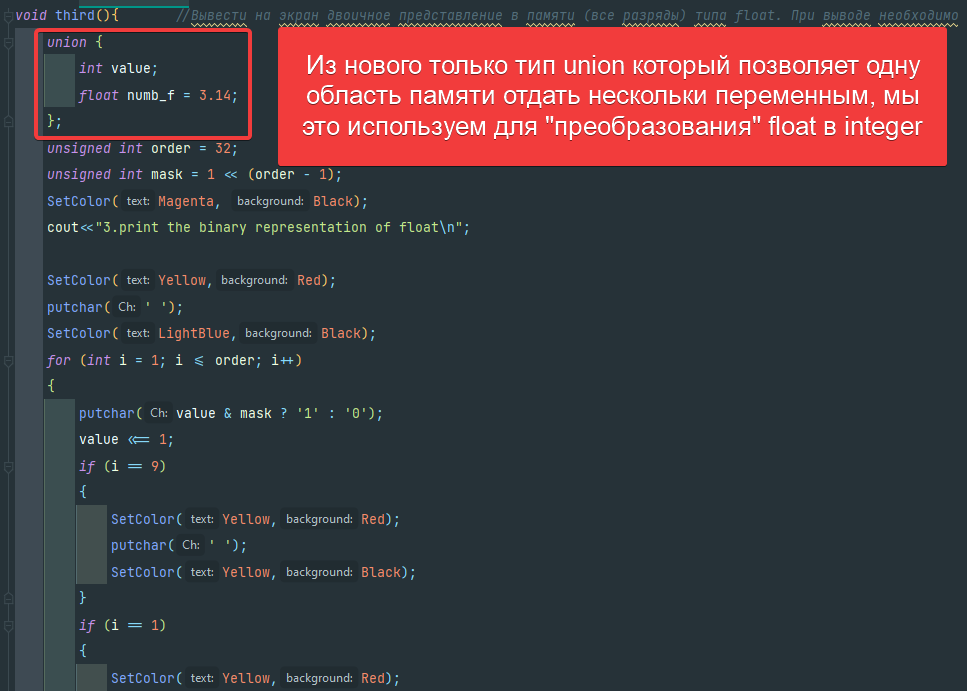 void third(){ //Вывести на экран двоичное представление в памяти (все разряды) типа float. При выводе необходимо
union {
int value;
float numb_f = 3.14;
};
Из нового только тип union который позволяет одну
область памяти отдать нескольки переменным, мы
это используем для "преобразования" float в integer
unsigned int order = 32;
unsigned int mask = 1 << (order - 1);
SetColor( text: Magenta, background: Black);
cout<<"3.print the binary representation of float\n";
SetColor( text: Yellow, background: Red);
putchar( Ch: ' ');
SetColor( text: LightBlue, background: Black);
for (int i = 1; i <= order; i++)
{
putchar( Ch: value & mask ? '1' : '0');
value <<= 1;
if (i == 9)
{
SetColor( text: Yellow, background: Red);
putchar( Ch: ' ');
SetColor( text: Yellow, background: Black);
}
if (i == 1)
{
SetColor( text: Yellow, background: Red);